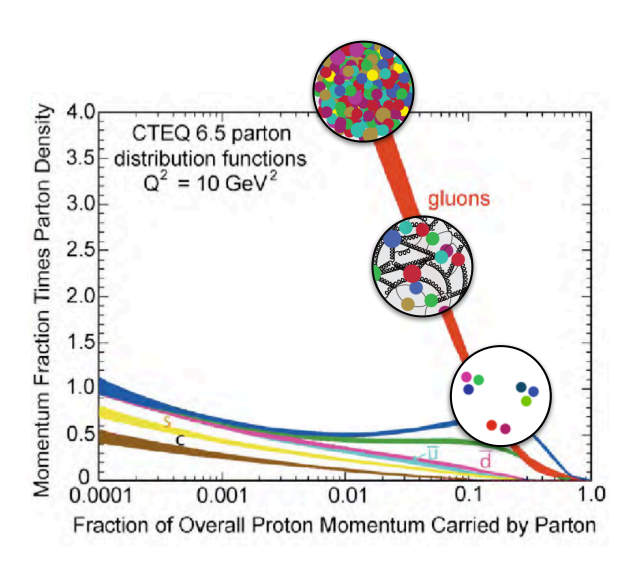 CTEQ 6.5 parton
distribution functions
Q² = 10 GeV²
gluons
Momentum Fraction Times Parton Density
4.0
3.5
3.0
2.5
2.0
1.5
1.0
0.5
0
S
c
ū
d̄
0.0001
0.001
0.01
0.1
1.0
Fraction of Overall Proton Momentum Carried by Parton